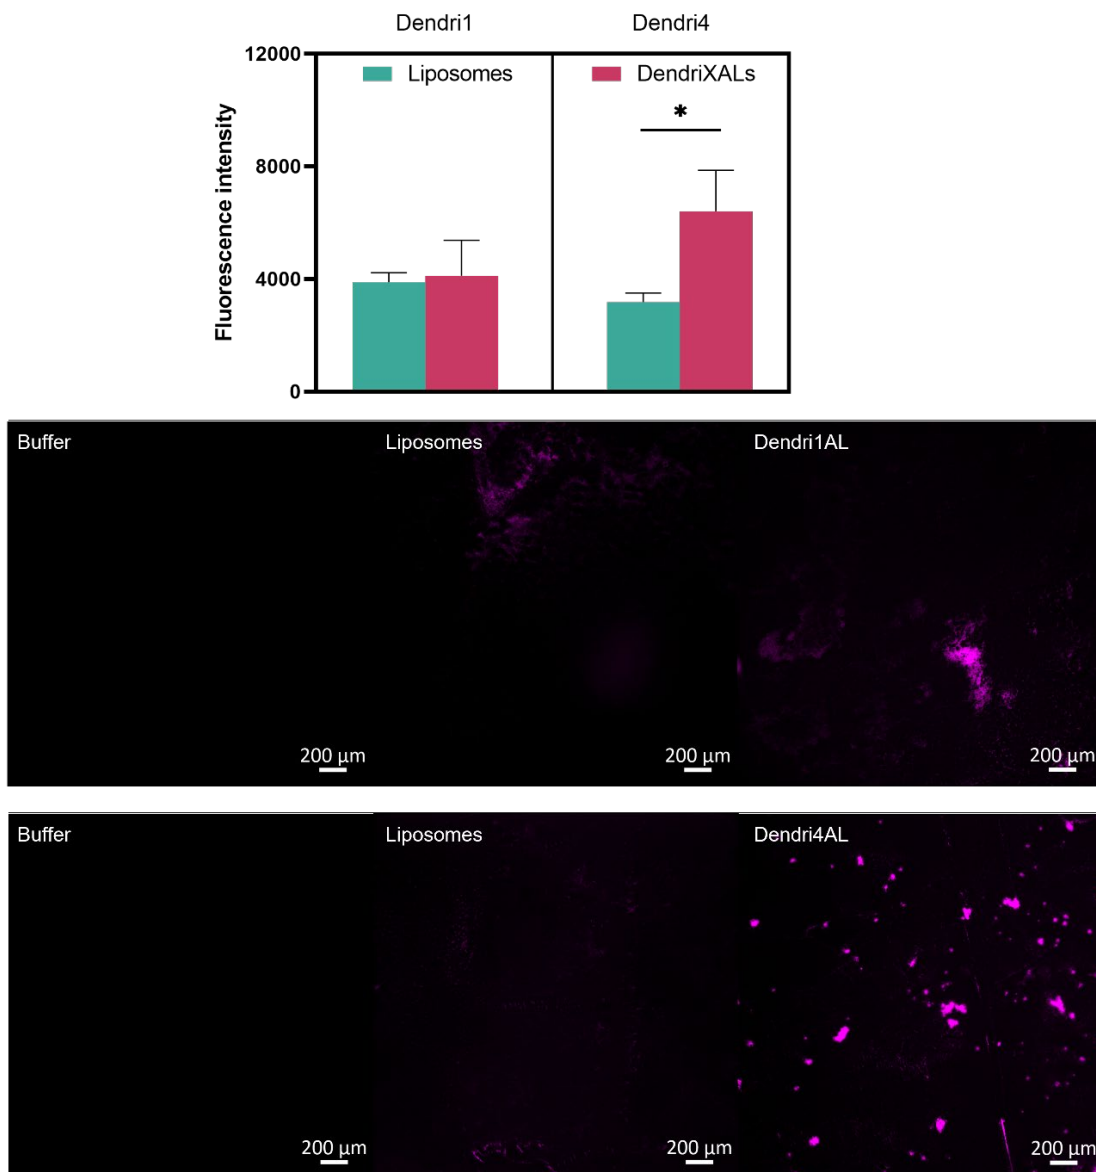 Dendri1 Dendri4
12000
Liposomes DendriXALs
*
8000
4000
0
Fluorescence intensity
Buffer Liposomes Dendri1AL
200 µm 200 µm 200 µm
Buffer Liposomes Dendri4AL
200 µm 200 µm 200 µm